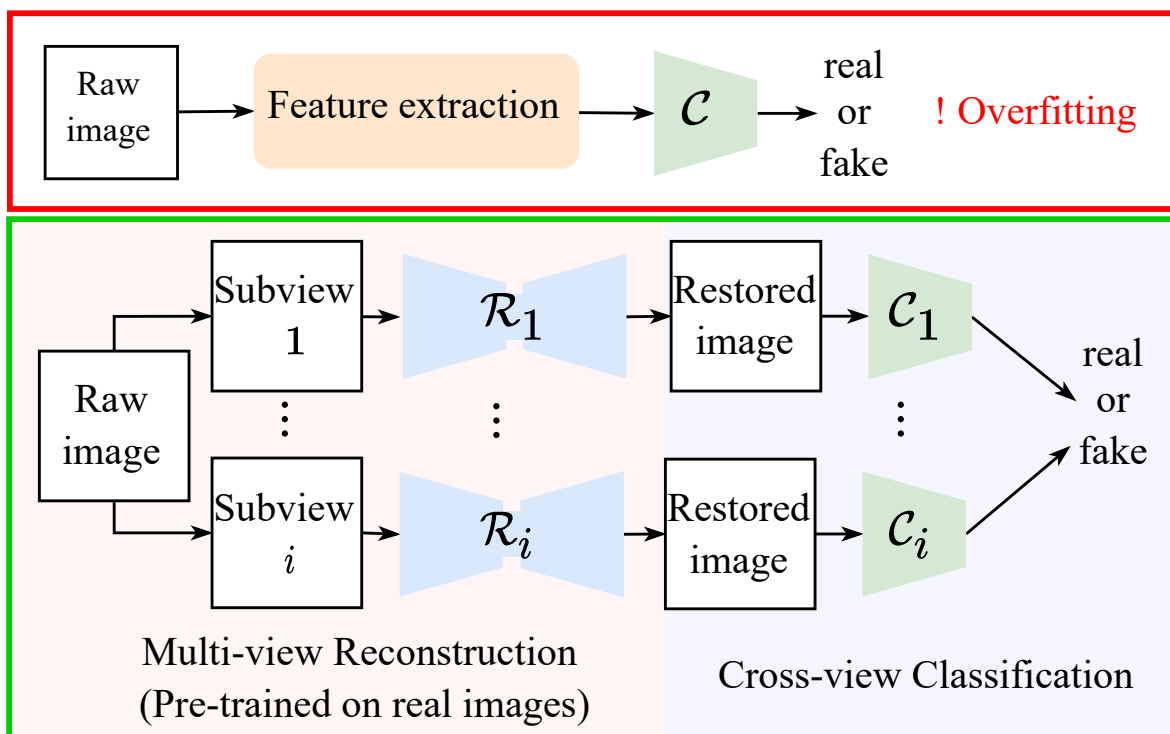 Raw
image
Feature extraction
𝒞
real
or
fake
! Overfitting
Raw
image
Subview
1
ℛ₁
Restored
image
𝒞₁
⋮
⋮
⋮
Subview
i
ℛᵢ
Restored
image
𝒞ᵢ
real
or
fake
Multi-view Reconstruction
(Pre-trained on real images)
Cross-view Classification